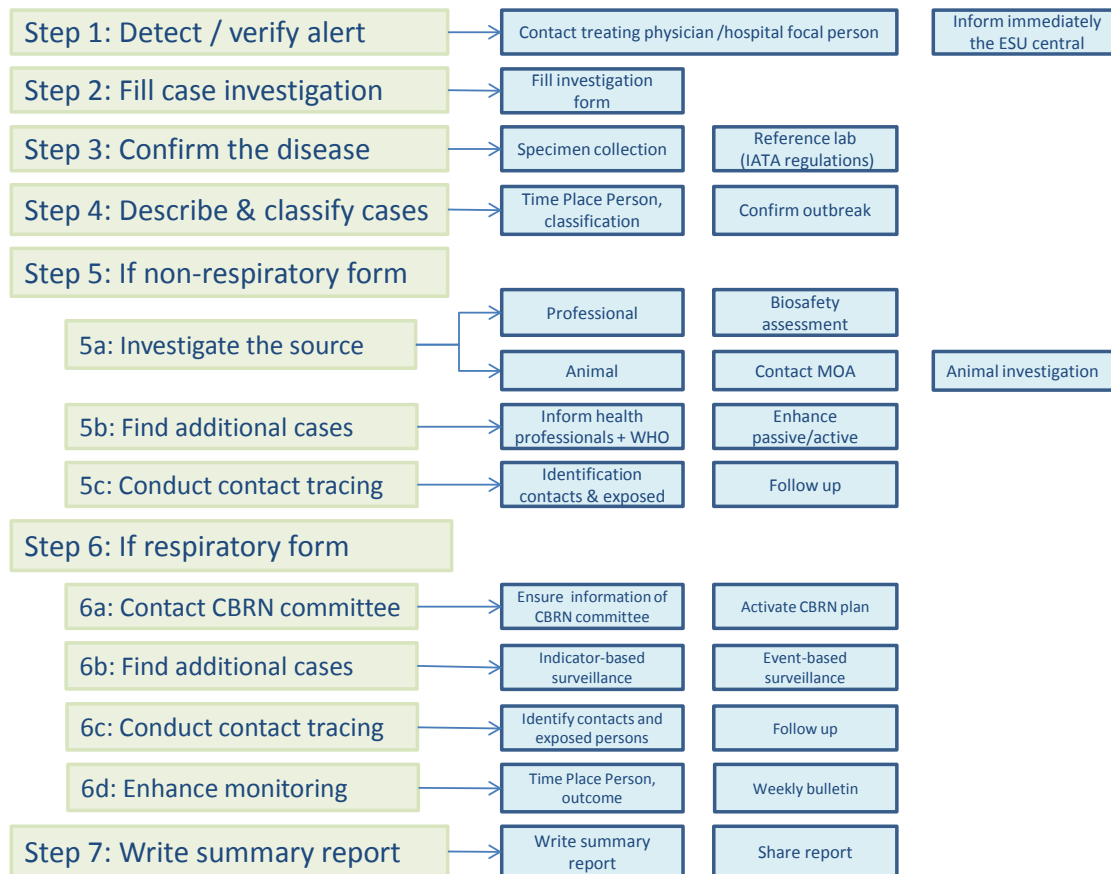 Step 1: Detect / verify alert
Contact treating physician /hospital focal person
Inform immediately
the ESU central
Step 2: Fill case investigation
Fill investigation
form
Step 3: Confirm the disease
Specimen collection
Reference lab
(IATA regulations)
Step 4: Describe & classify cases
Time Place Person,
classification
Confirm outbreak
Step 5: If non-respiratory form
5a: Investigate the source
Professional
Biosafety
assessment
Animal
Contact MOA
Animal investigation
5b: Find additional cases
Inform health
professionals + WHO
Enhance
passive/active
5c: Conduct contact tracing
Identification
contacts & exposed
Follow up
Step 6: If respiratory form
6a: Contact CBRN committee
Ensure information of
CBRN committee
Activate CBRN plan
6b: Find additional cases
Indicator-based
surveillance
Event-based
surveillance
6c: Conduct contact tracing
Identify contacts and
exposed persons
Follow up
6d: Enhance monitoring
Time Place Person,
outcome
Weekly bulletin
Step 7: Write summary report
Write summary
report
Share report